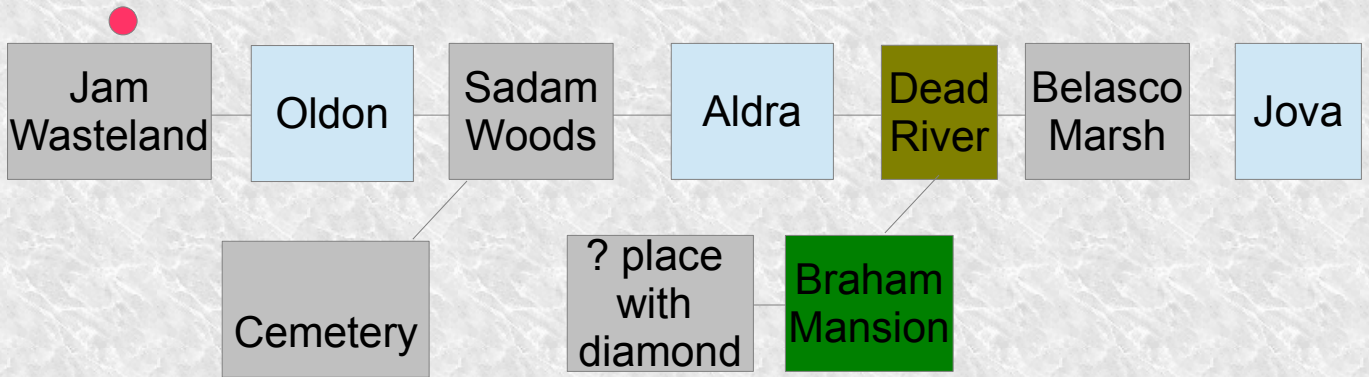 Jam
Wasteland
Oldon
Sadam
Woods
Aldra
Dead
River
Belasco
Marsh
Jova
Cemetery
? place
with
diamond
Braham
Mansion